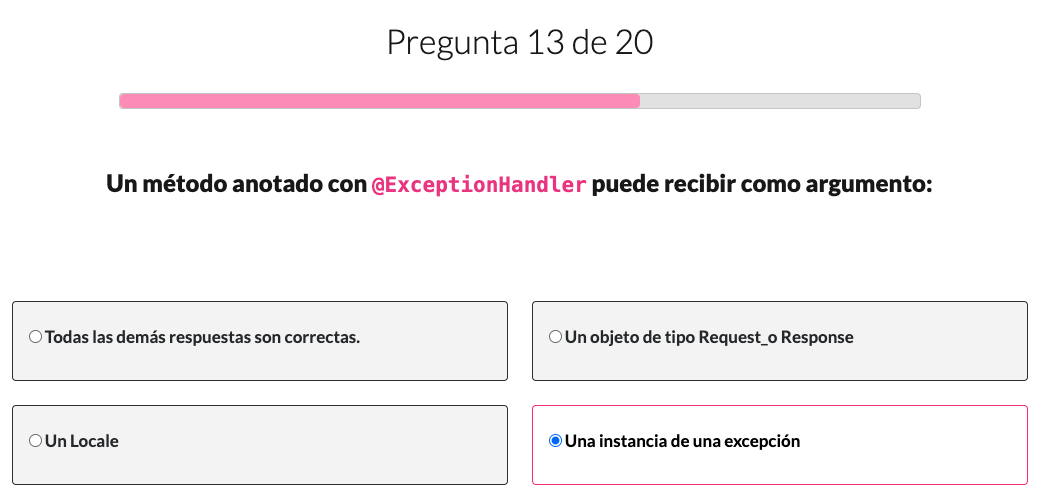 Pregunta 13 de 20
Un método anotado con @ExceptionHandler puede recibir como argumento:
Todas las demás respuestas son correctas.
Un objeto de tipo Request_o Response
Un Locale
Una instancia de una excepción